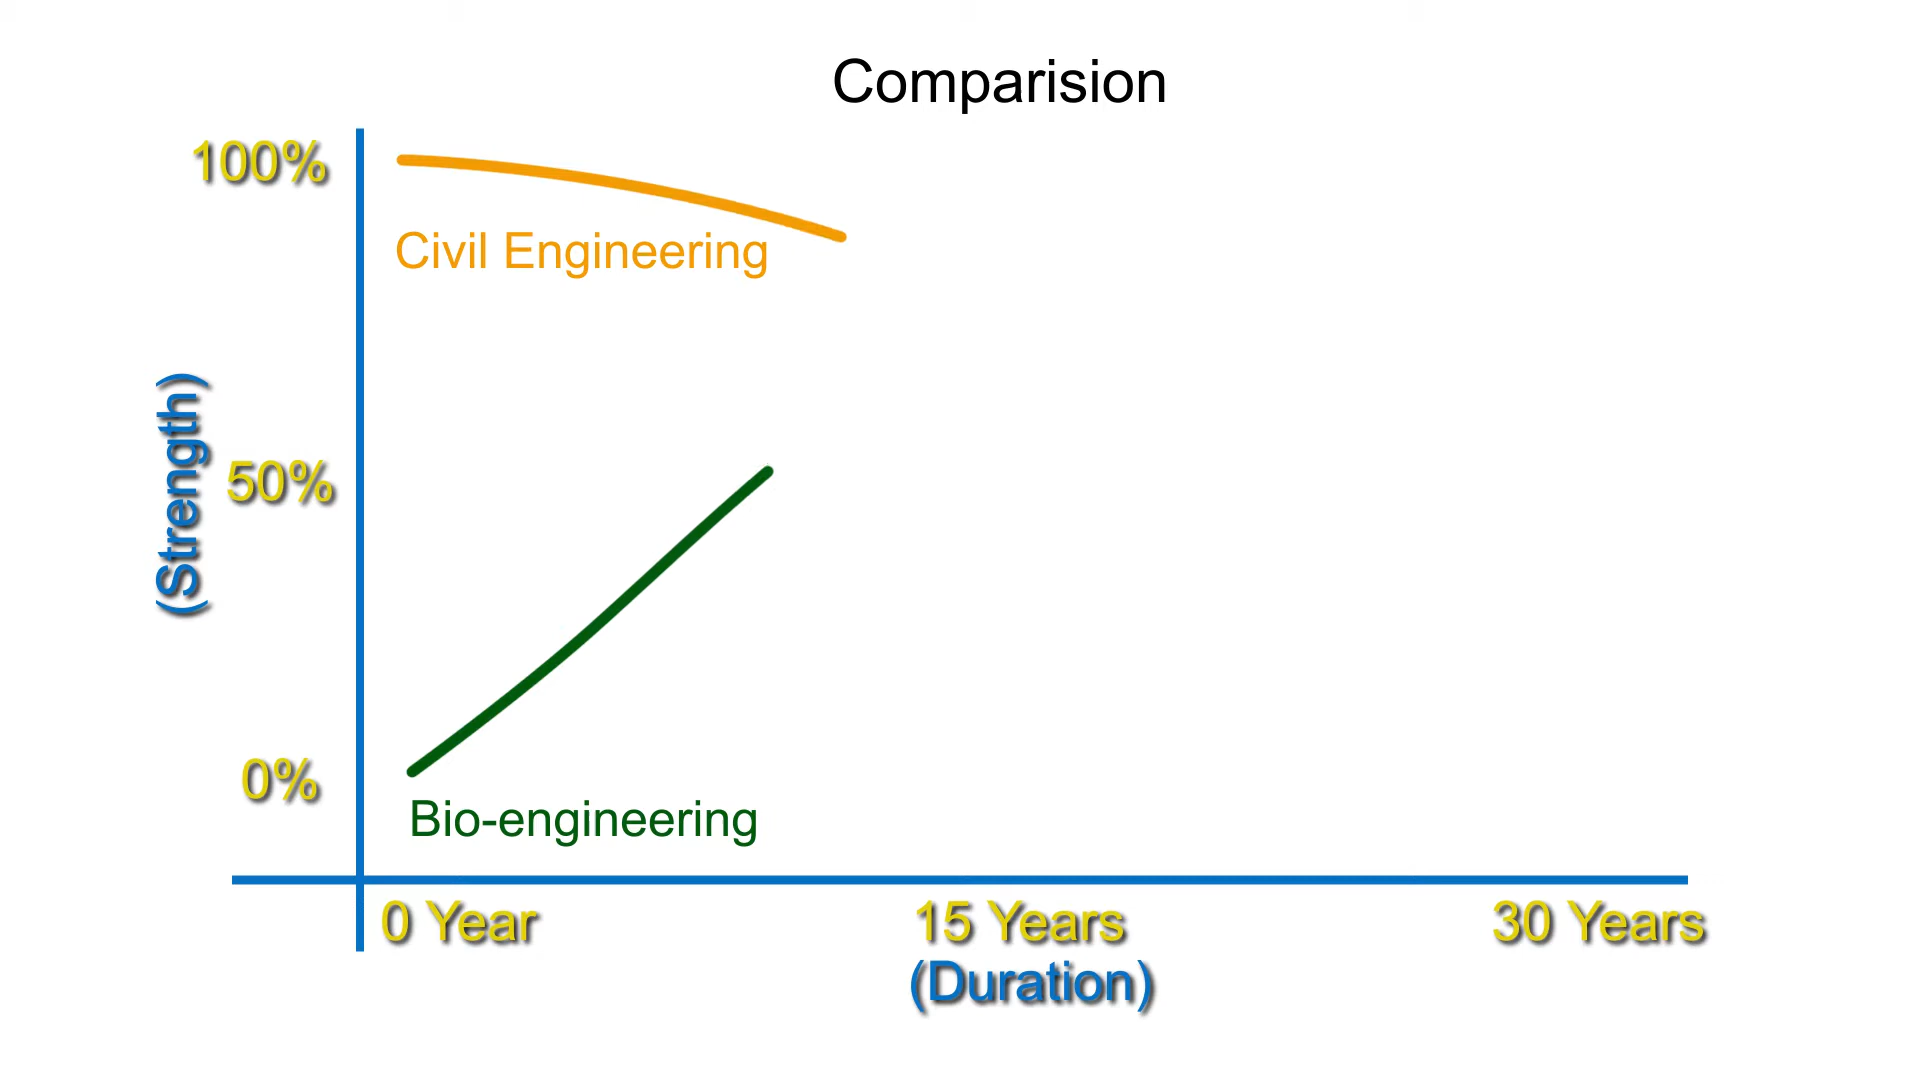 Comparision
100%
Civil Engineering
(Strength)
50%
0%
Bio-engineering
0 Year
15 Years
30 Years
(Duration)